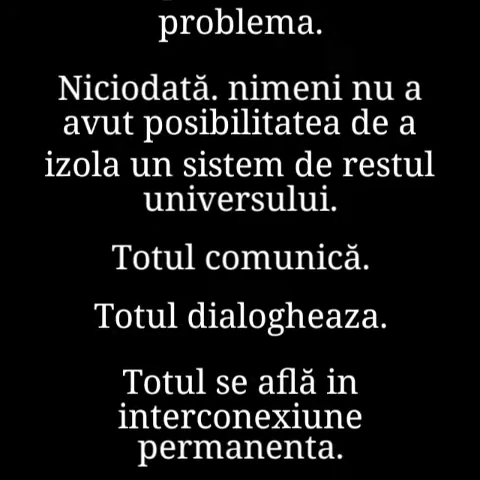 problema.
Niciodată. nimeni nu a
avut posibilitatea de a
izola un sistem de restul
universului.
Totul comunică.
Totul dialogheaza.
Totul se află in
interconexiune
permanenta.